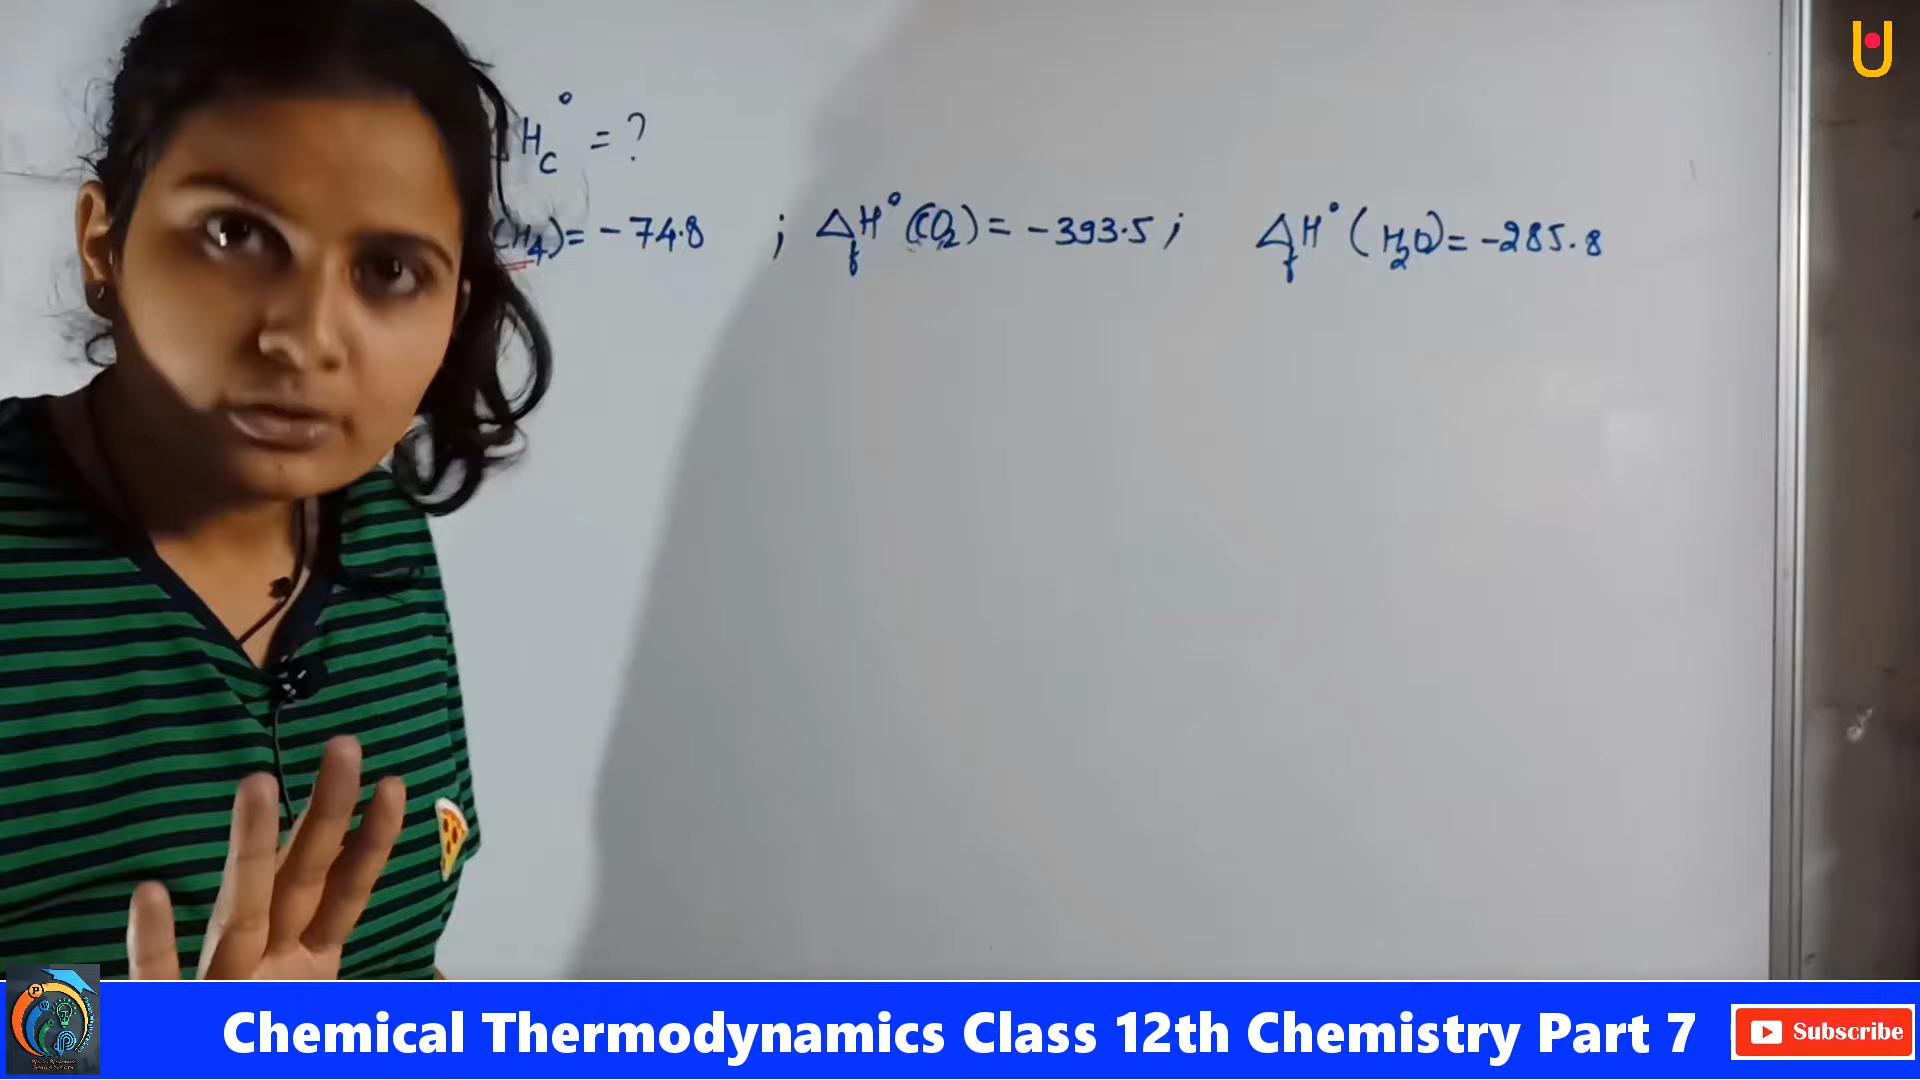 ΔH°c = ?
(CH4) = -74.8 ; ΔfH°(CO2) = -393.5 ; ΔfH°(H2O) = -285.8
Chemical Thermodynamics Class 12th Chemistry Part 7
Subscribe